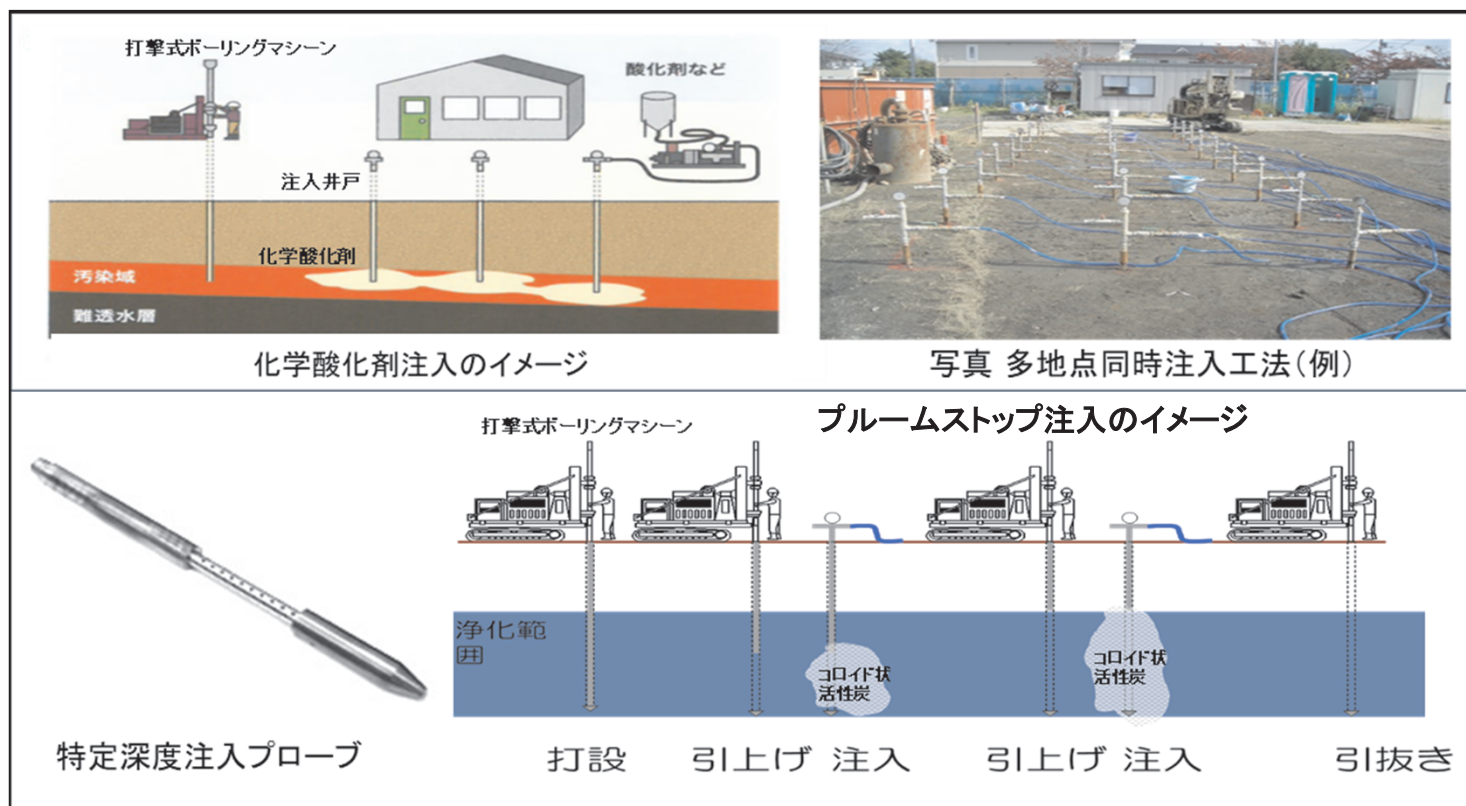 打撃式ボーリングマシーン
酸化剤など
注入井戸
化学酸化剤
汚染域
難透水層
化学酸化剤注入のイメージ
写真 多地点同時注入工法（例）
打撃式ボーリングマシーン
プルームストップ注入のイメージ
浄化範
囲
コロイド状
活性炭
コロイド状
活性炭
特定深度注入プローブ
打設
引上げ 注入
引上げ 注入
引抜き